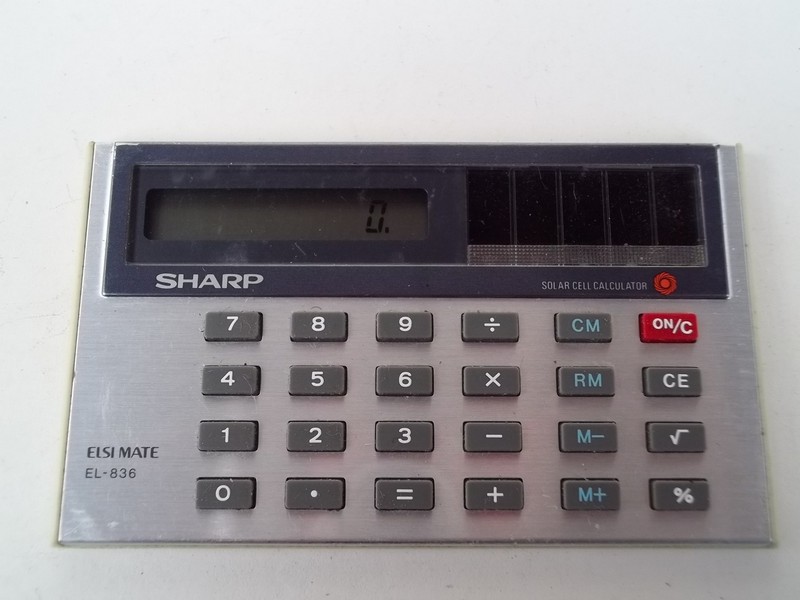 0.
SHARP
SOLAR CELL CALCULATOR
7 8 9 ÷ CM ON/C
4 5 6 × RM CE
1 2 3 − M− √
0 . = + M+ %
ELSI MATE
EL-836